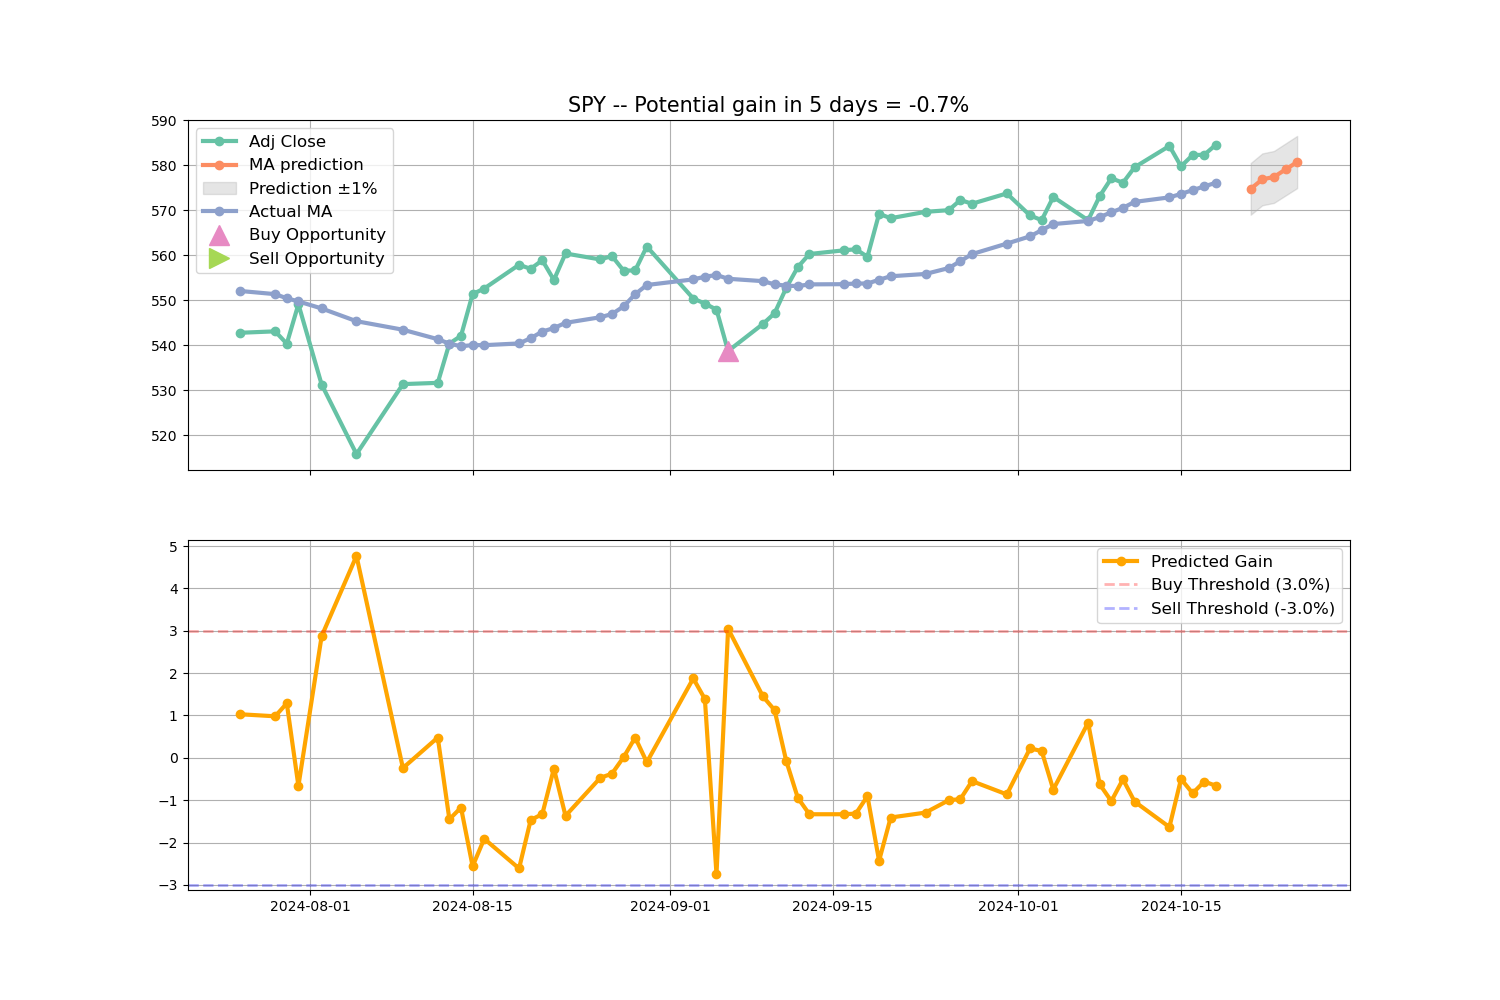 SPY -- Potential gain in 5 days = -0.7%
590
580
570
560
550
540
530
520
Adj Close
MA prediction
Prediction ±1%
Actual MA
Buy Opportunity
Sell Opportunity
5
4
3
2
1
0
−1
−2
−3
Predicted Gain
Buy Threshold (3.0%)
Sell Threshold (-3.0%)
2024-08-01 2024-08-15 2024-09-01 2024-09-15 2024-10-01 2024-10-15